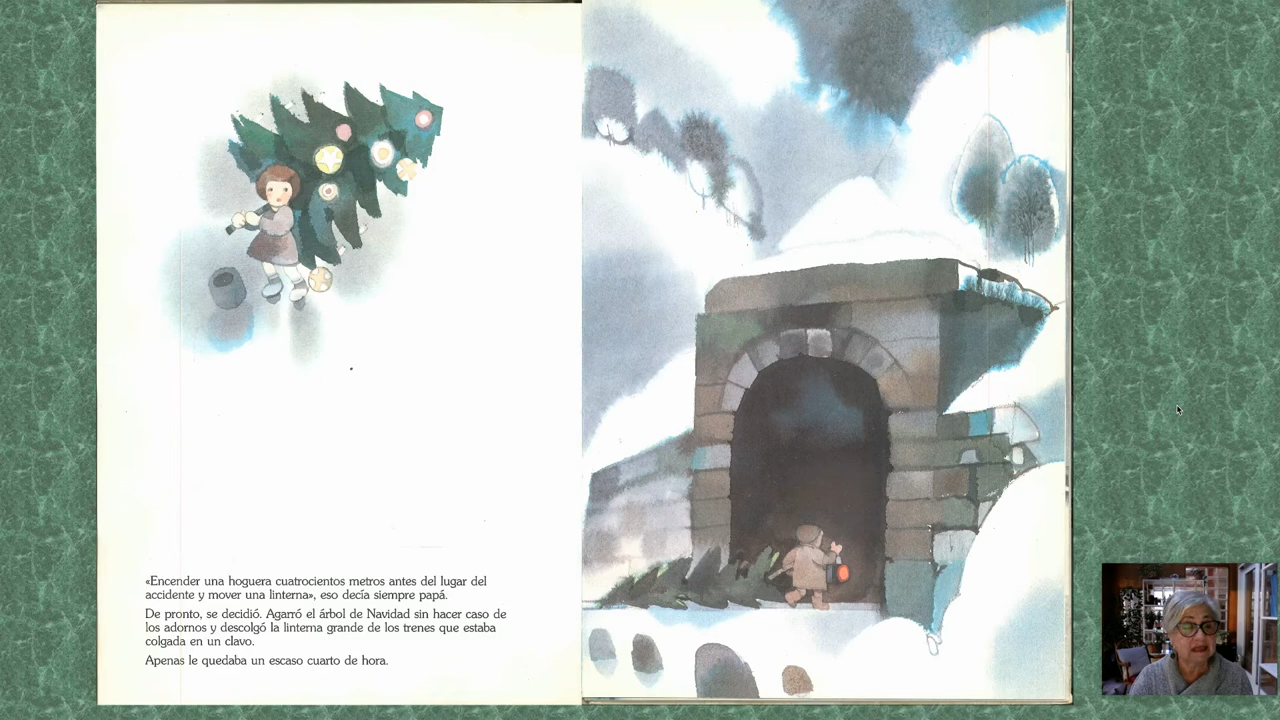 «Encender una hoguera cuatrocientos metros antes del lugar del
accidente y mover una linterna», eso decía siempre papá.
De pronto, se decidió. Agarró el árbol de Navidad sin hacer caso de
los adornos y descolgó la linterna grande de los trenes que estaba
colgada en un clavo.
Apenas le quedaba un escaso cuarto de hora.